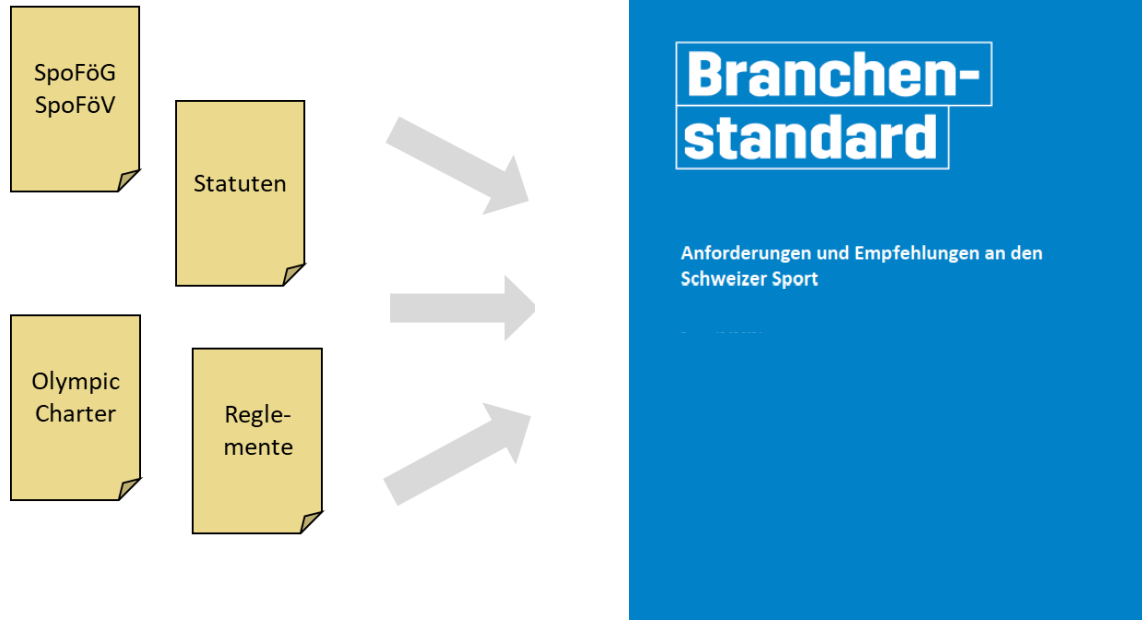 SpoFöG
SpoFöV
Statuten
Olympic
Charter
Regle-
mente
Branchen-
standard
Anforderungen und Empfehlungen an den
Schweizer Sport